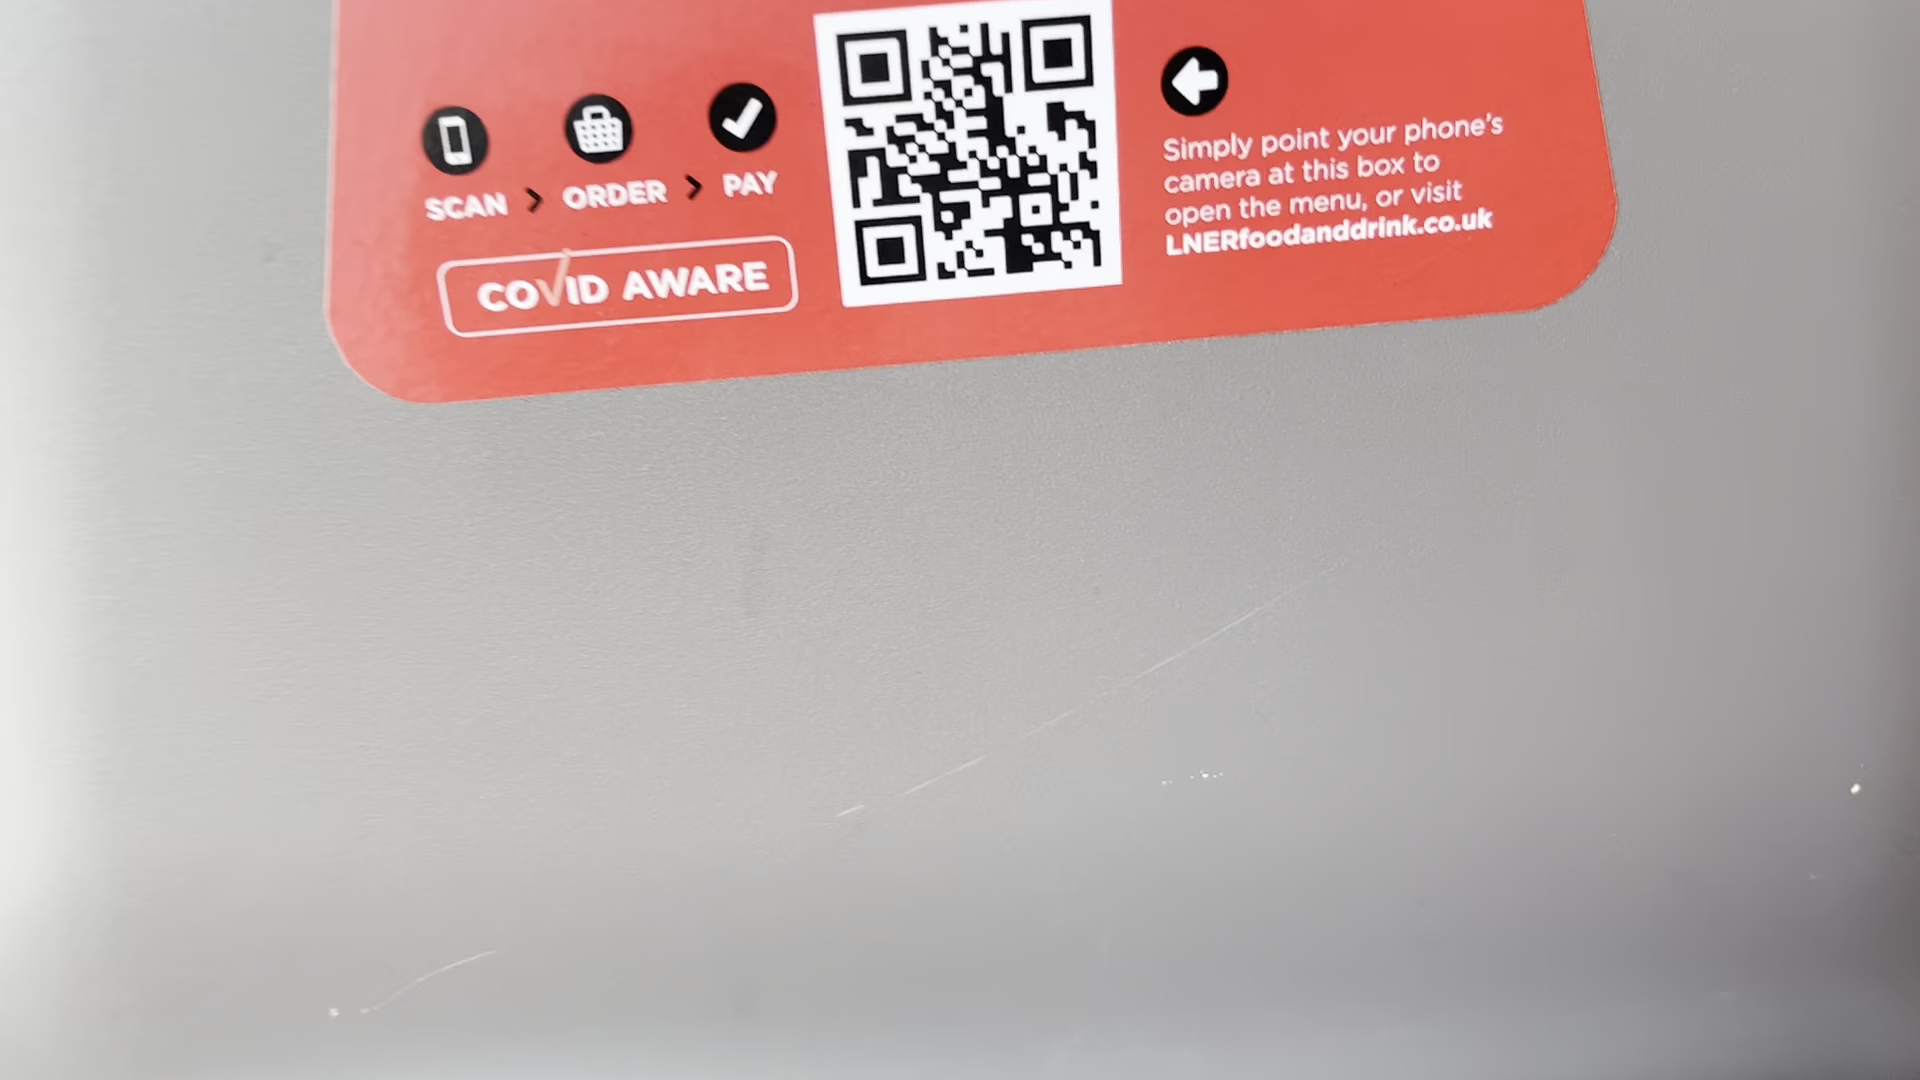 SCAN > ORDER > PAY
COVID AWARE
Simply point your phone's
camera at this box to
open the menu, or visit
LNERfoodanddrink.co.uk